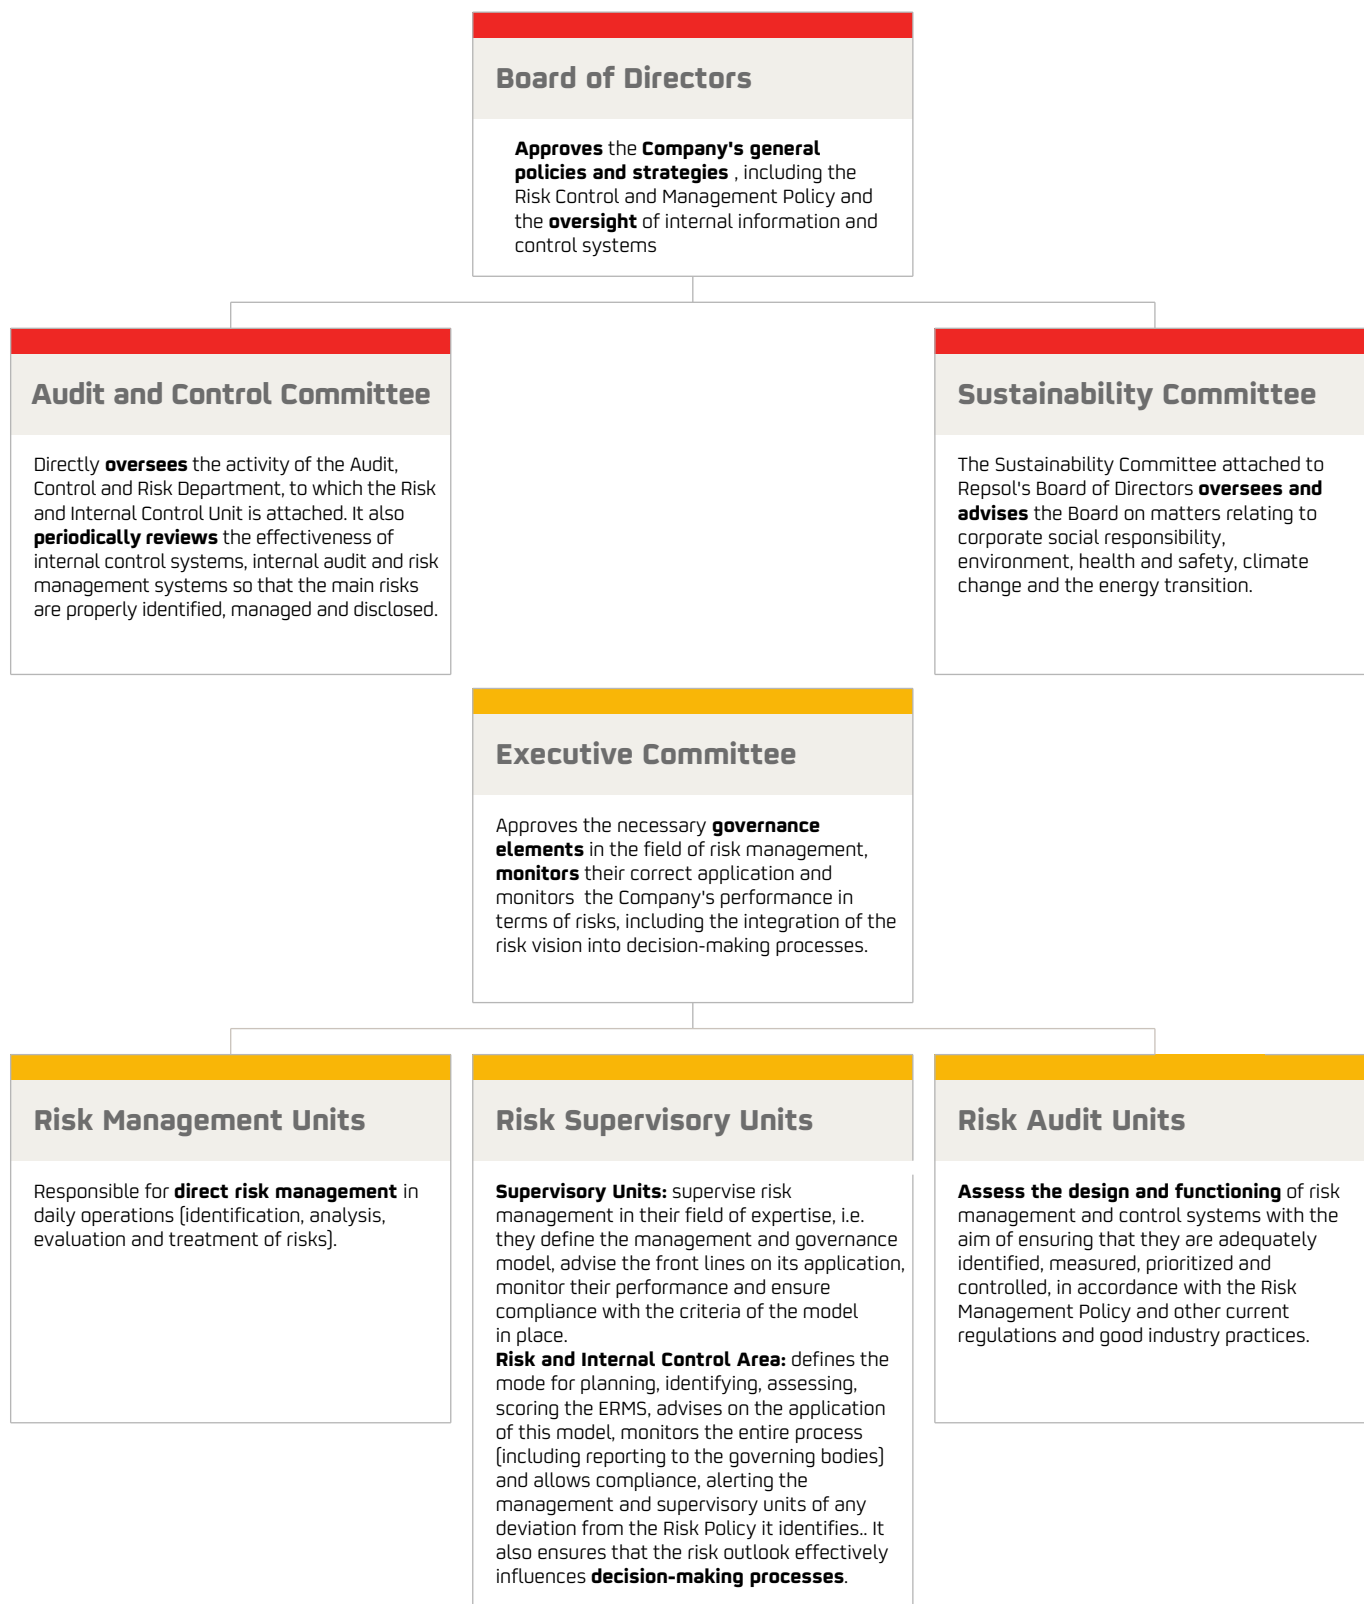 Board of Directors
Approves the Company's general
policies and strategies , including the
Risk Control and Management Policy and
the oversight of internal information and
control systems
Audit and Control Committee
Directly oversees the activity of the Audit,
Control and Risk Department, to which the Risk
and Internal Control Unit is attached. It also
periodically reviews the effectiveness of
internal control systems, internal audit and risk
management systems so that the main risks
are properly identified, managed and disclosed.
Sustainability Committee
The Sustainability Committee attached to
Repsol's Board of Directors oversees and
advises the Board on matters relating to
corporate social responsibility,
environment, health and safety, climate
change and the energy transition.
Executive Committee
Approves the necessary governance
elements in the field of risk management,
monitors their correct application and
monitors  the Company's performance in
terms of risks, including the integration of the
risk vision into decision-making processes.
Risk Management Units
Responsible for direct risk management in
daily operations (identification, analysis,
evaluation and treatment of risks).
Risk Supervisory Units
Supervisory Units: supervise risk
management in their field of expertise, i.e.
they define the management and governance
model, advise the front lines on its application,
monitor their performance and ensure
compliance with the criteria of the model
in place.
Risk and Internal Control Area: defines the
mode for planning, identifying, assessing,
scoring the ERMS, advises on the application
of this model, monitors the entire process
(including reporting to the governing bodies)
and allows compliance, alerting the
management and supervisory units of any
deviation from the Risk Policy it identifies.. It
also ensures that the risk outlook effectively
influences decision-making processes.
Risk Audit Units
Assess the design and functioning of risk
management and control systems with the
aim of ensuring that they are adequately
identified, measured, prioritized and
controlled, in accordance with the Risk
Management Policy and other current
regulations and good industry practices.